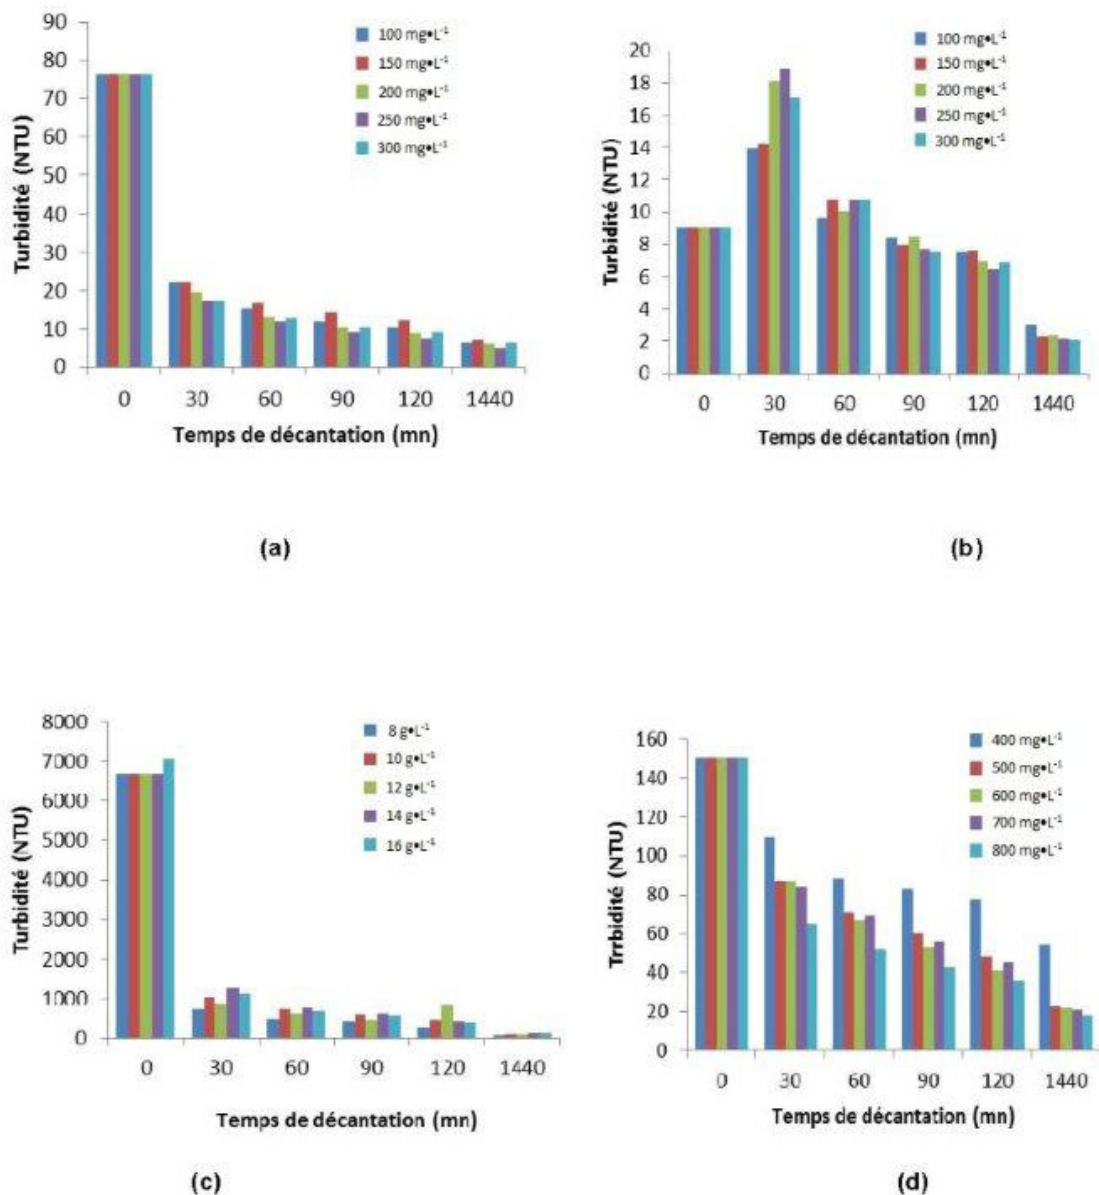 90
80
70
60
50
40
30
20
10
0
Turbidité (NTU)
100 mg•L-1
150 mg•L-1
200 mg•L-1
250 mg•L-1
300 mg•L-1
0 30 60 90 120 1440
Temps de décantation (mn)
(a)
20
18
16
14
12
10
8
6
4
2
0
Turbidité (NTU)
100 mg•L-1
150 mg•L-1
200 mg•L-1
250 mg•L-1
300 mg•L-1
0 30 60 90 120 1440
Temps de décantation (mn)
(b)
8000
7000
6000
5000
4000
3000
2000
1000
0
Turbidité (NTU)
8 g•L-1
10 g•L-1
12 g•L-1
14 g•L-1
16 g•L-1
0 30 60 90 120 1440
Temps de décantation (mn)
(c)
160
140
120
100
80
60
40
20
0
Trrbidité (NTU)
400 mg•L-1
500 mg•L-1
600 mg•L-1
700 mg•L-1
800 mg•L-1
0 30 60 90 120 1440
Temps de décantation (mn)
(d)